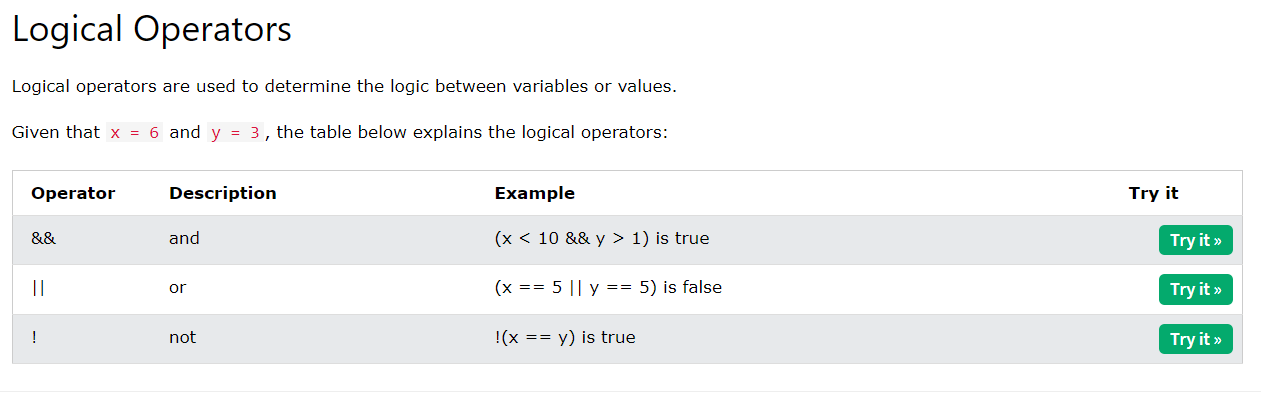 Logical Operators
Logical operators are used to determine the logic between variables or values.
Given that x = 6 and y = 3, the table below explains the logical operators:
Operator Description Example Try it
&& and (x < 10 && y > 1) is true Try it »
|| or (x == 5 || y == 5) is false Try it »
! not !(x == y) is true Try it »